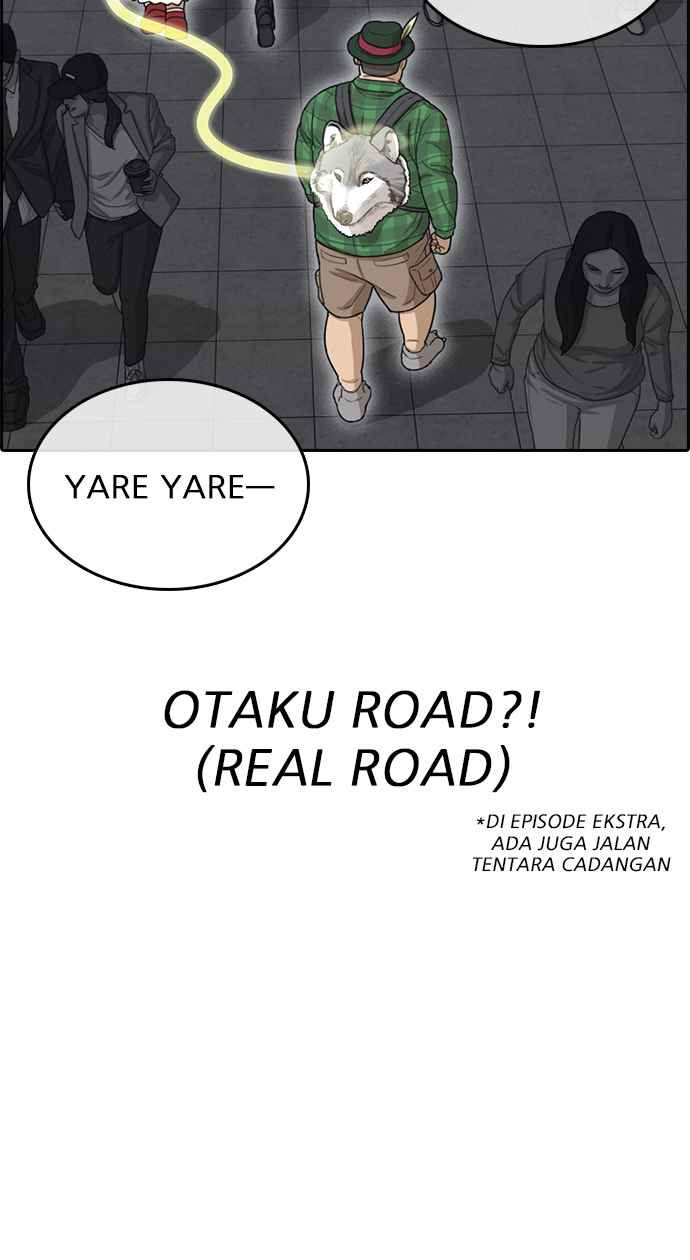 YARE YARE—
OTAKU ROAD?!
(REAL ROAD)
*DI EPISODE EKSTRA,
ADA JUGA JALAN
TENTARA CADANGAN